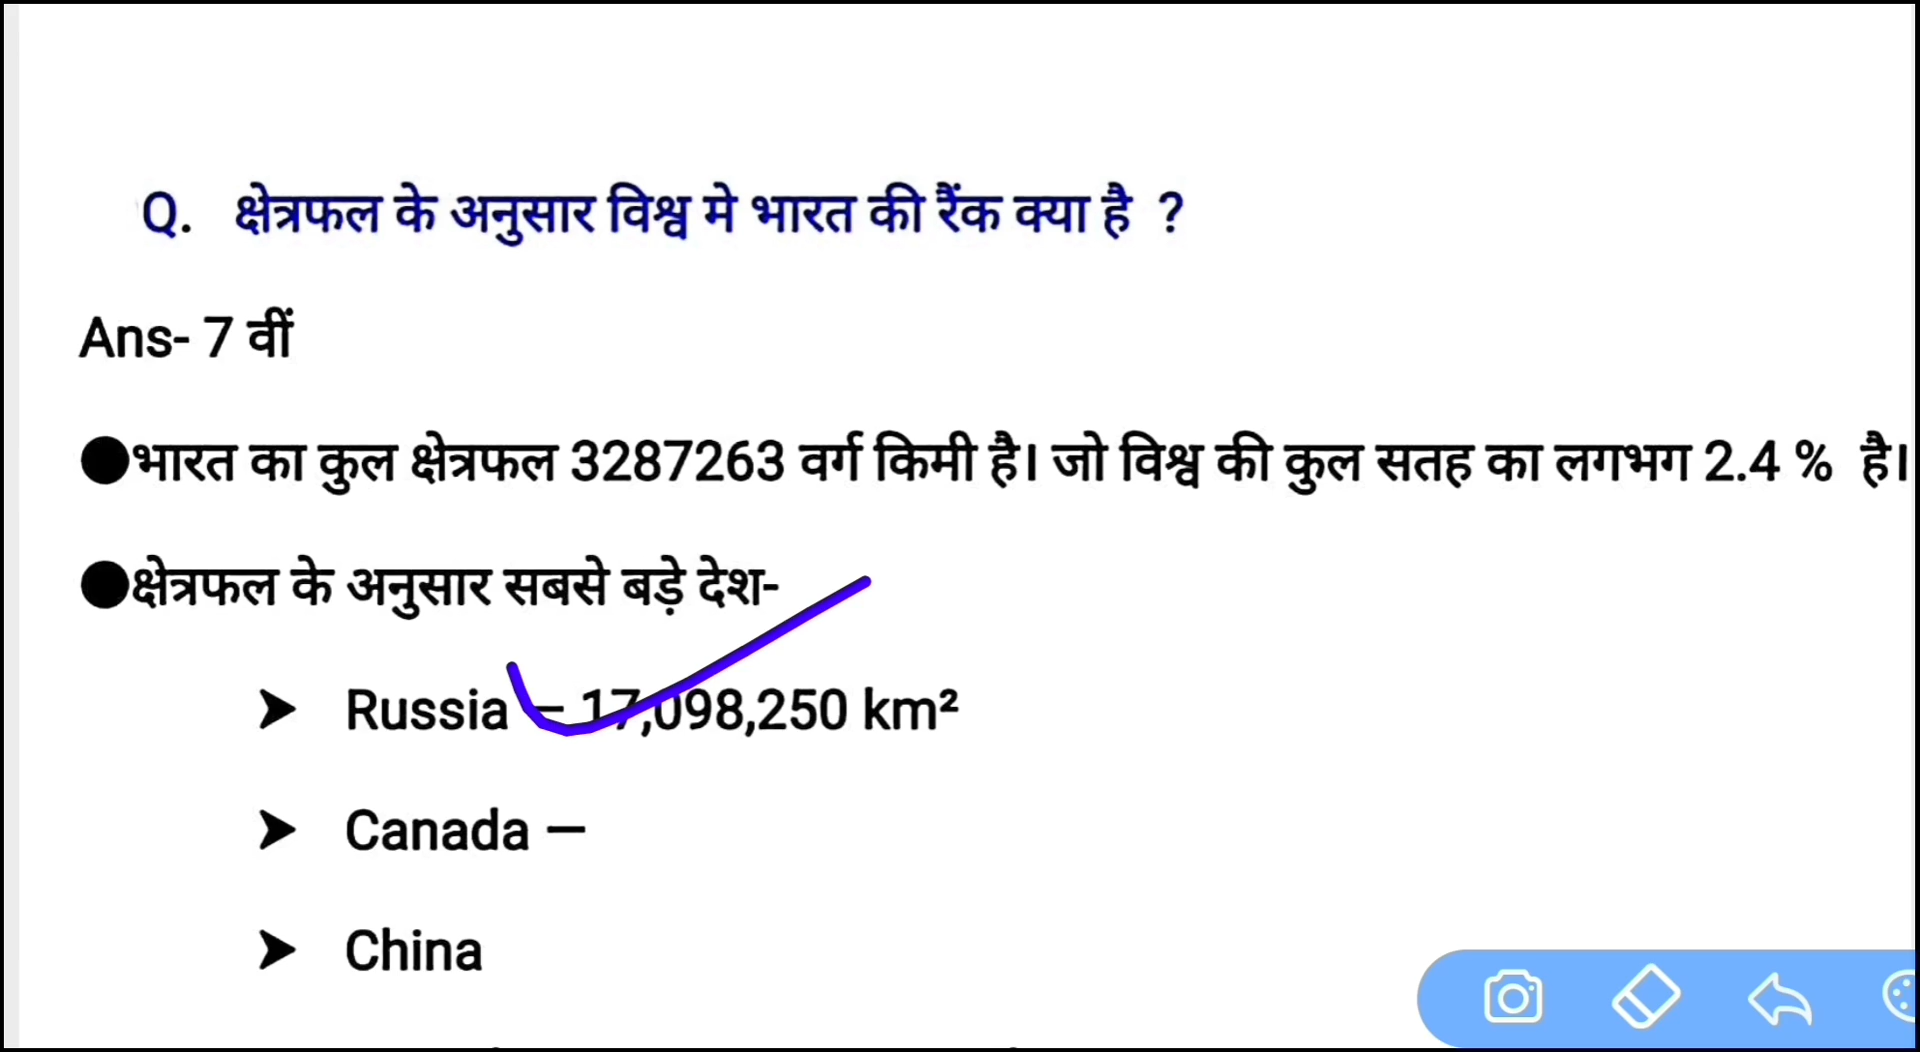 Q. क्षेत्रफल के अनुसार विश्व मे भारत की रैंक क्या है ?
Ans- 7 वीं
●भारत का कुल क्षेत्रफल 3287263 वर्ग किमी है। जो विश्व की कुल सतह का लगभग 2.4 % है।
●क्षेत्रफल के अनुसार सबसे बड़े देश-
➤ Russia – 17,098,250 km²
➤ Canada –
➤ China